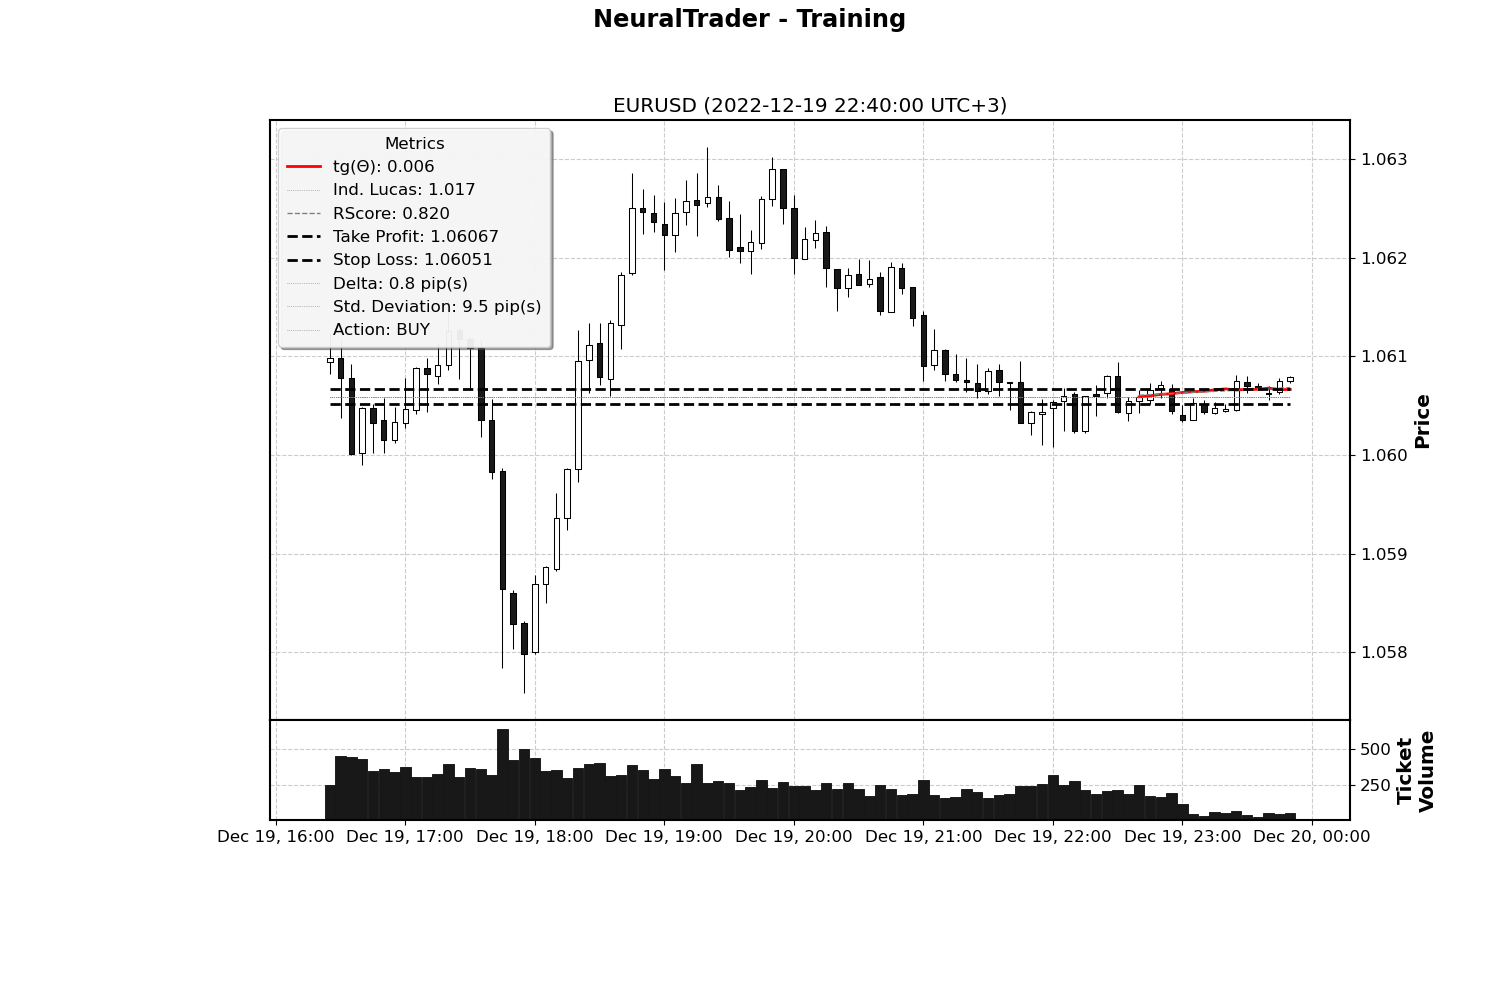 NeuralTrader - Training
EURUSD (2022-12-19 22:40:00 UTC+3)
Metrics
tg(Θ): 0.006
Ind. Lucas: 1.017
RScore: 0.820
Take Profit: 1.06067
Stop Loss: 1.06051
Delta: 0.8 pip(s)
Std. Deviation: 9.5 pip(s)
Action: BUY
1.063
1.062
1.061
1.060
1.059
1.058
Price
500
250
Ticket
Volume
Dec 19, 16:00
Dec 19, 17:00
Dec 19, 18:00
Dec 19, 19:00
Dec 19, 20:00
Dec 19, 21:00
Dec 19, 22:00
Dec 19, 23:00
Dec 20, 00:00